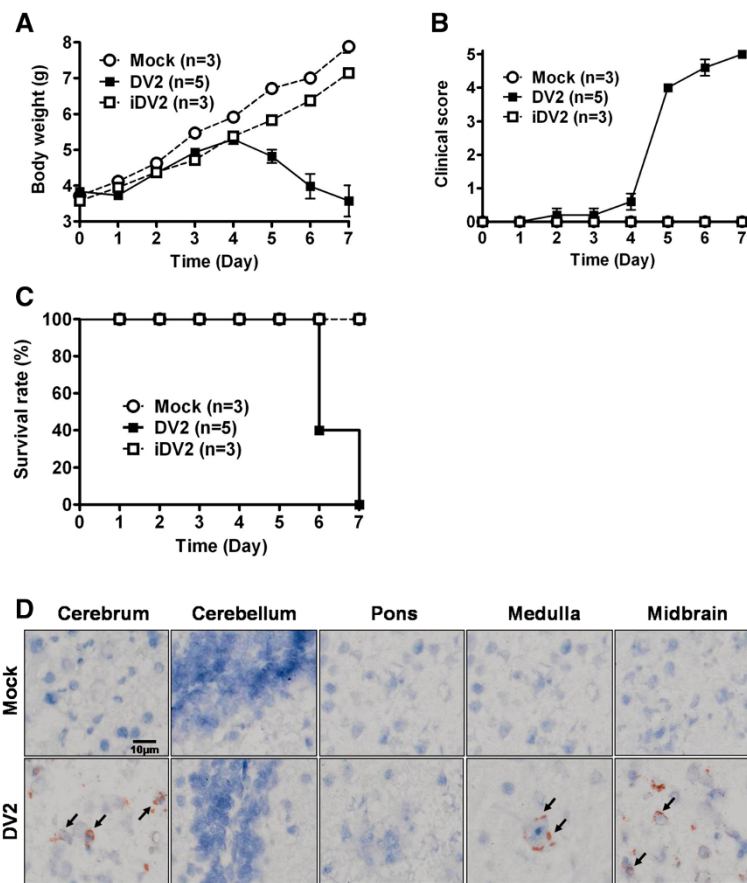 A
Body weight (g)
8
7
6
5
4
3
Mock (n=3)
DV2 (n=5)
iDV2 (n=3)
0 1 2 3 4 5 6 7
Time (Day)
B
Clinical score
5
4
3
2
1
0
Mock (n=3)
DV2 (n=5)
iDV2 (n=3)
0 1 2 3 4 5 6 7
Time (Day)
C
Survival rate (%)
100
80
60
40
20
0
Mock (n=3)
DV2 (n=5)
iDV2 (n=3)
0 1 2 3 4 5 6 7
Time (Day)
D
Cerebrum Cerebellum Pons Medulla Midbrain
Mock
10μm
DV2